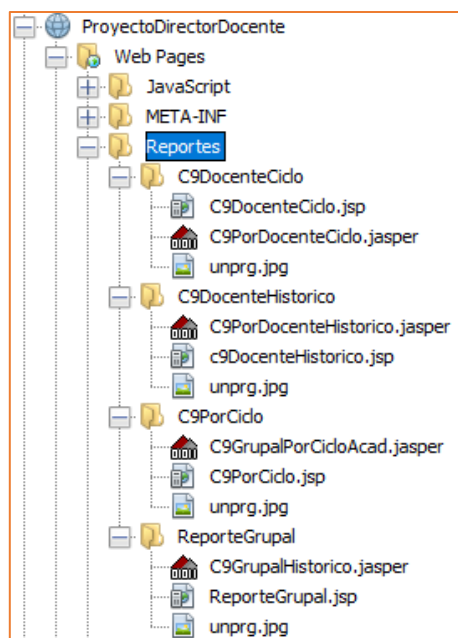 ProyectoDirectorDocente
Web Pages
JavaScript
META-INF
Reportes
C9DocenteCiclo
C9DocenteCiclo.jsp
C9PorDocenteCiclo.jasper
unprg.jpg
C9DocenteHistorico
C9PorDocenteHistorico.jasper
c9DocenteHistorico.jsp
unprg.jpg
C9PorCiclo
C9GrupalPorCicloAcad.jasper
C9PorCiclo.jsp
unprg.jpg
ReporteGrupal
C9GrupalHistorico.jasper
ReporteGrupal.jsp
unprg.jpg